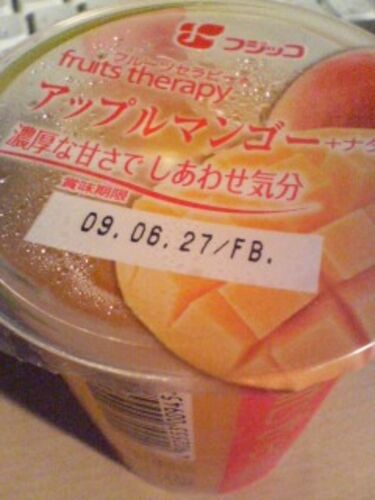 フジッコ
フルーツセラピー
fruits therapy
アップルマンゴー+ナタ
濃厚な甘さで しあわせ気分
賞味期限
09.06.27/FB.